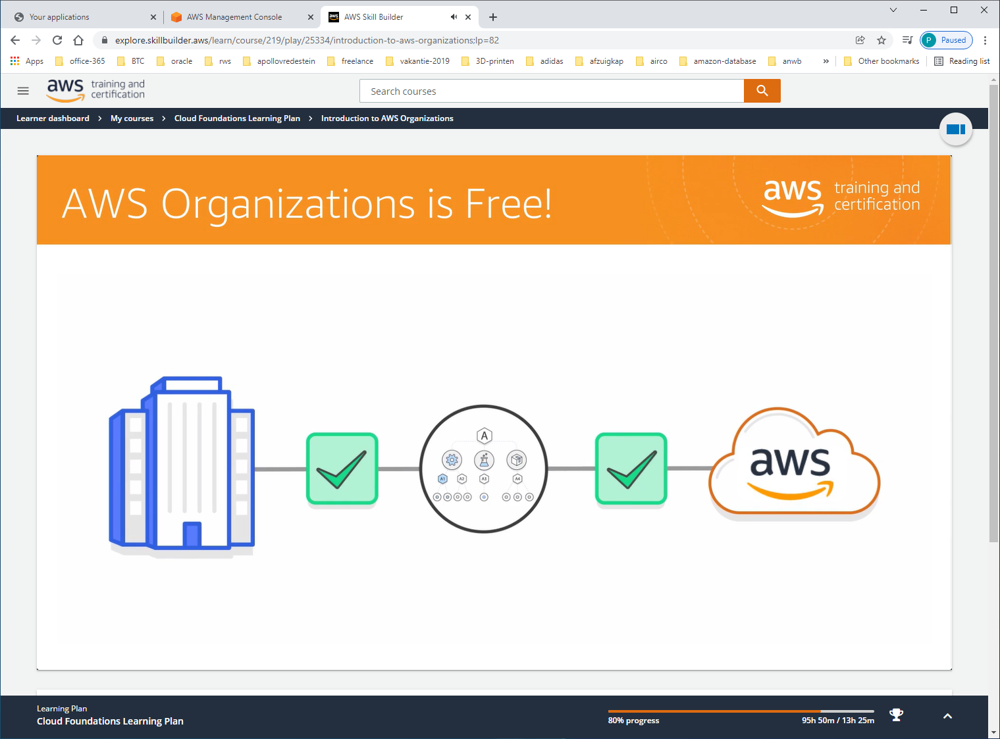 Your applications
AWS Management Console
AWS Skill Builder
explore.skillbuilder.aws/learn/course/219/play/25334/introduction-to-aws-organizations;lp=82
P Paused
Apps office-365 BTC oracle rws apollovredestein freelance vakantie-2019 3D-printen adidas afzuigkap airco amazon-database anwb » Other bookmarks Reading list
aws training and certification
Search courses
Learner dashboard > My courses > Cloud Foundations Learning Plan > Introduction to AWS Organizations
AWS Organizations is Free!
aws training and certification
A
A1 A2 A3 A4
aws
Learning Plan
Cloud Foundations Learning Plan
80% progress
95h 50m / 13h 25m